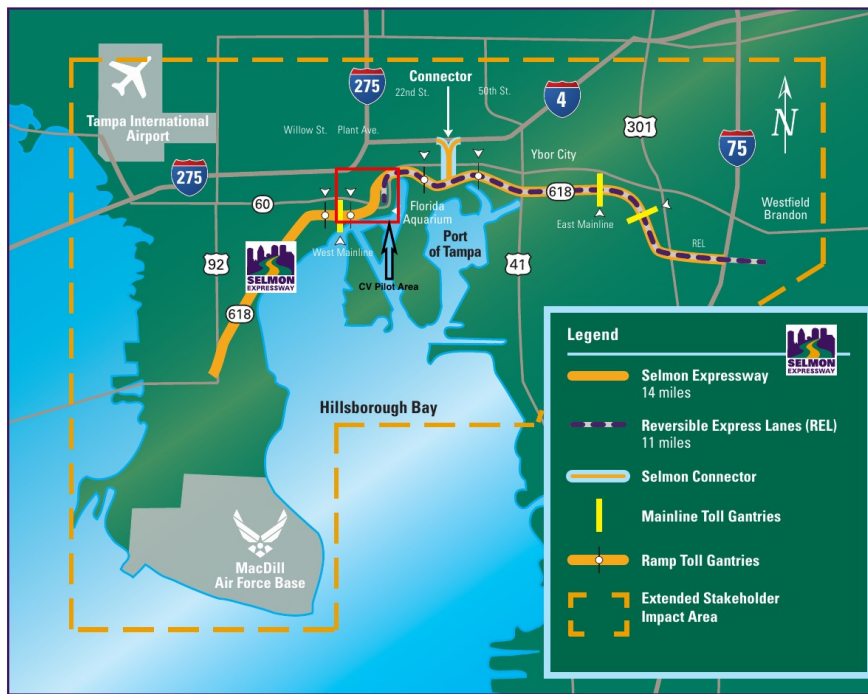 Tampa International
Airport
275
Connector
22nd St.
50th St.
4
Willow St.
Plant Ave.
301
N
75
275
Ybor City
60
618
Westfield
Brandon
Florida
Aquarium
East Mainline
Port
of Tampa
REL
West Mainline
92
SELMON
EXPRESSWAY
41
CV Pilot Area
618
Hillsborough Bay
MacDill
Air Force Base
Legend
SELMON
EXPRESSWAY
Selmon Expressway
14 miles
Reversible Express Lanes (REL)
11 miles
Selmon Connector
Mainline Toll Gantries
Ramp Toll Gantries
Extended Stakeholder
Impact Area